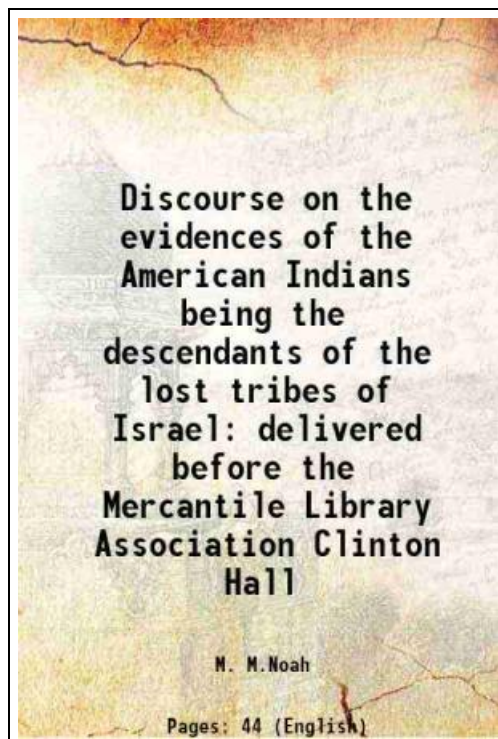 Discourse on the
evidences of the
American Indians
being the
descendants of the
lost tribes of
Israel: delivered
before the
Mercantile Library
Association Clinton
Hall
M. M.Noah
Pages: 44 (English)